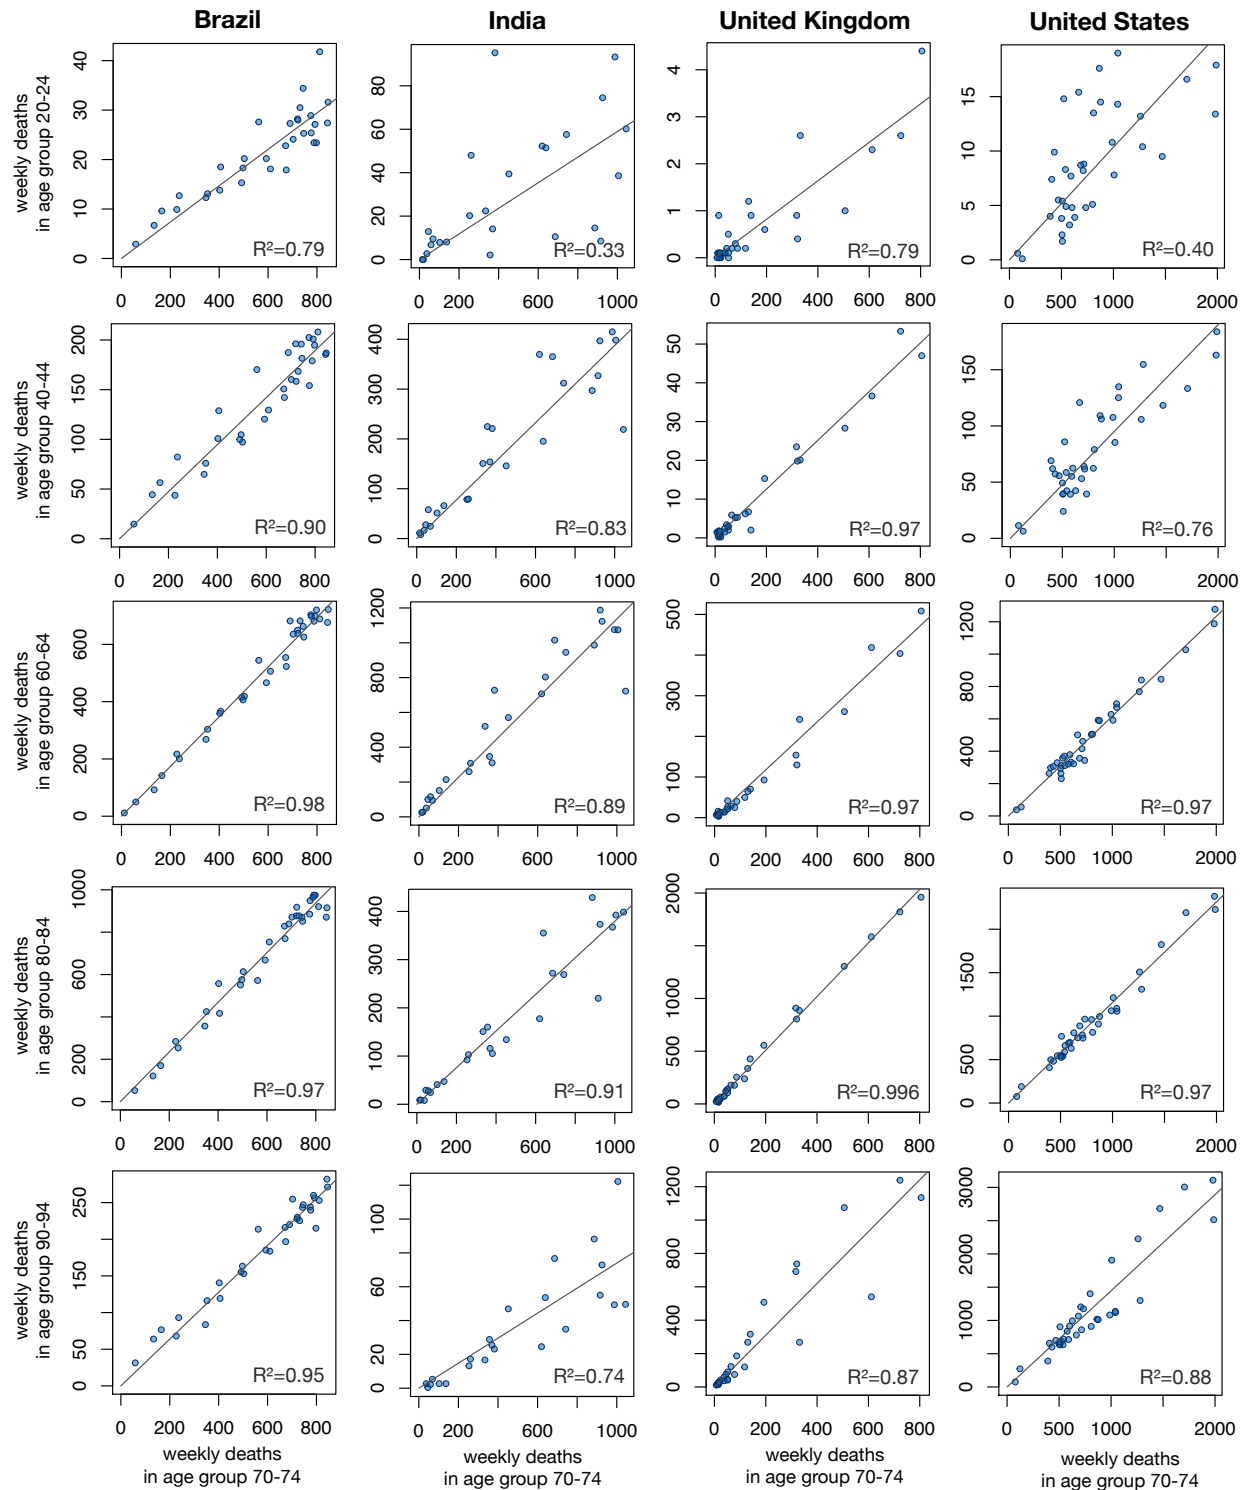 Brazil
India
United Kingdom
United States
weekly deaths
in age group 20-24
0 10 20 30 40
R²=0.79
0 200 400 600 800
0 20 40 60 80
R²=0.33
0 200 600 1000
0 1 2 3 4
R²=0.79
0 200 400 600 800
0 5 10 15
R²=0.40
0 500 1000 2000
weekly deaths
in age group 40-44
0 50 100 150 200
R²=0.90
0 200 400 600 800
0 100 200 300 400
R²=0.83
0 200 600 1000
0 10 20 30 40 50
R²=0.97
0 200 400 600 800
0 50 100 150
R²=0.76
0 500 1000 2000
weekly deaths
in age group 60-64
0 200 400 600
R²=0.98
0 200 400 600 800
0 400 800 1200
R²=0.89
0 200 600 1000
0 100 300 500
R²=0.97
0 200 400 600 800
0 400 800 1200
R²=0.97
0 500 1000 2000
weekly deaths
in age group 80-84
0 200 600 1000
R²=0.97
0 200 400 600 800
0 100 200 300 400
R²=0.91
0 200 600 1000
0 500 1000 2000
R²=0.996
0 200 400 600 800
0 500 1500
R²=0.97
0 500 1000 2000
weekly deaths
in age group 90-94
0 50 150 250
R²=0.95
0 200 400 600 800
0 20 60 100
R²=0.74
0 200 600 1000
0 400 800 1200
R²=0.87
0 200 400 600 800
0 1000 2000 3000
R²=0.88
0 500 1000 2000
weekly deaths
in age group 70-74
weekly deaths
in age group 70-74
weekly deaths
in age group 70-74
weekly deaths
in age group 70-74